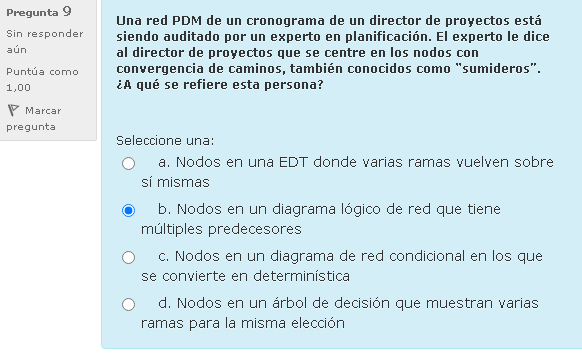 Pregunta 9
Sin responder
aún
Puntúa como
1,00
Marcar
pregunta
Una red PDM de un cronograma de un director de proyectos está
siendo auditado por un experto en planificación. El experto le dice
al director de proyectos que se centre en los nodos con
convergencia de caminos, también conocidos como "sumideros".
¿A qué se refiere esta persona?
Seleccione una:
a. Nodos en una EDT donde varias ramas vuelven sobre
sí mismas
b. Nodos en un diagrama lógico de red que tiene
múltiples predecesores
c. Nodos en un diagrama de red condicional en los que
se convierte en determinística
d. Nodos en un árbol de decisión que muestran varias
ramas para la misma elección